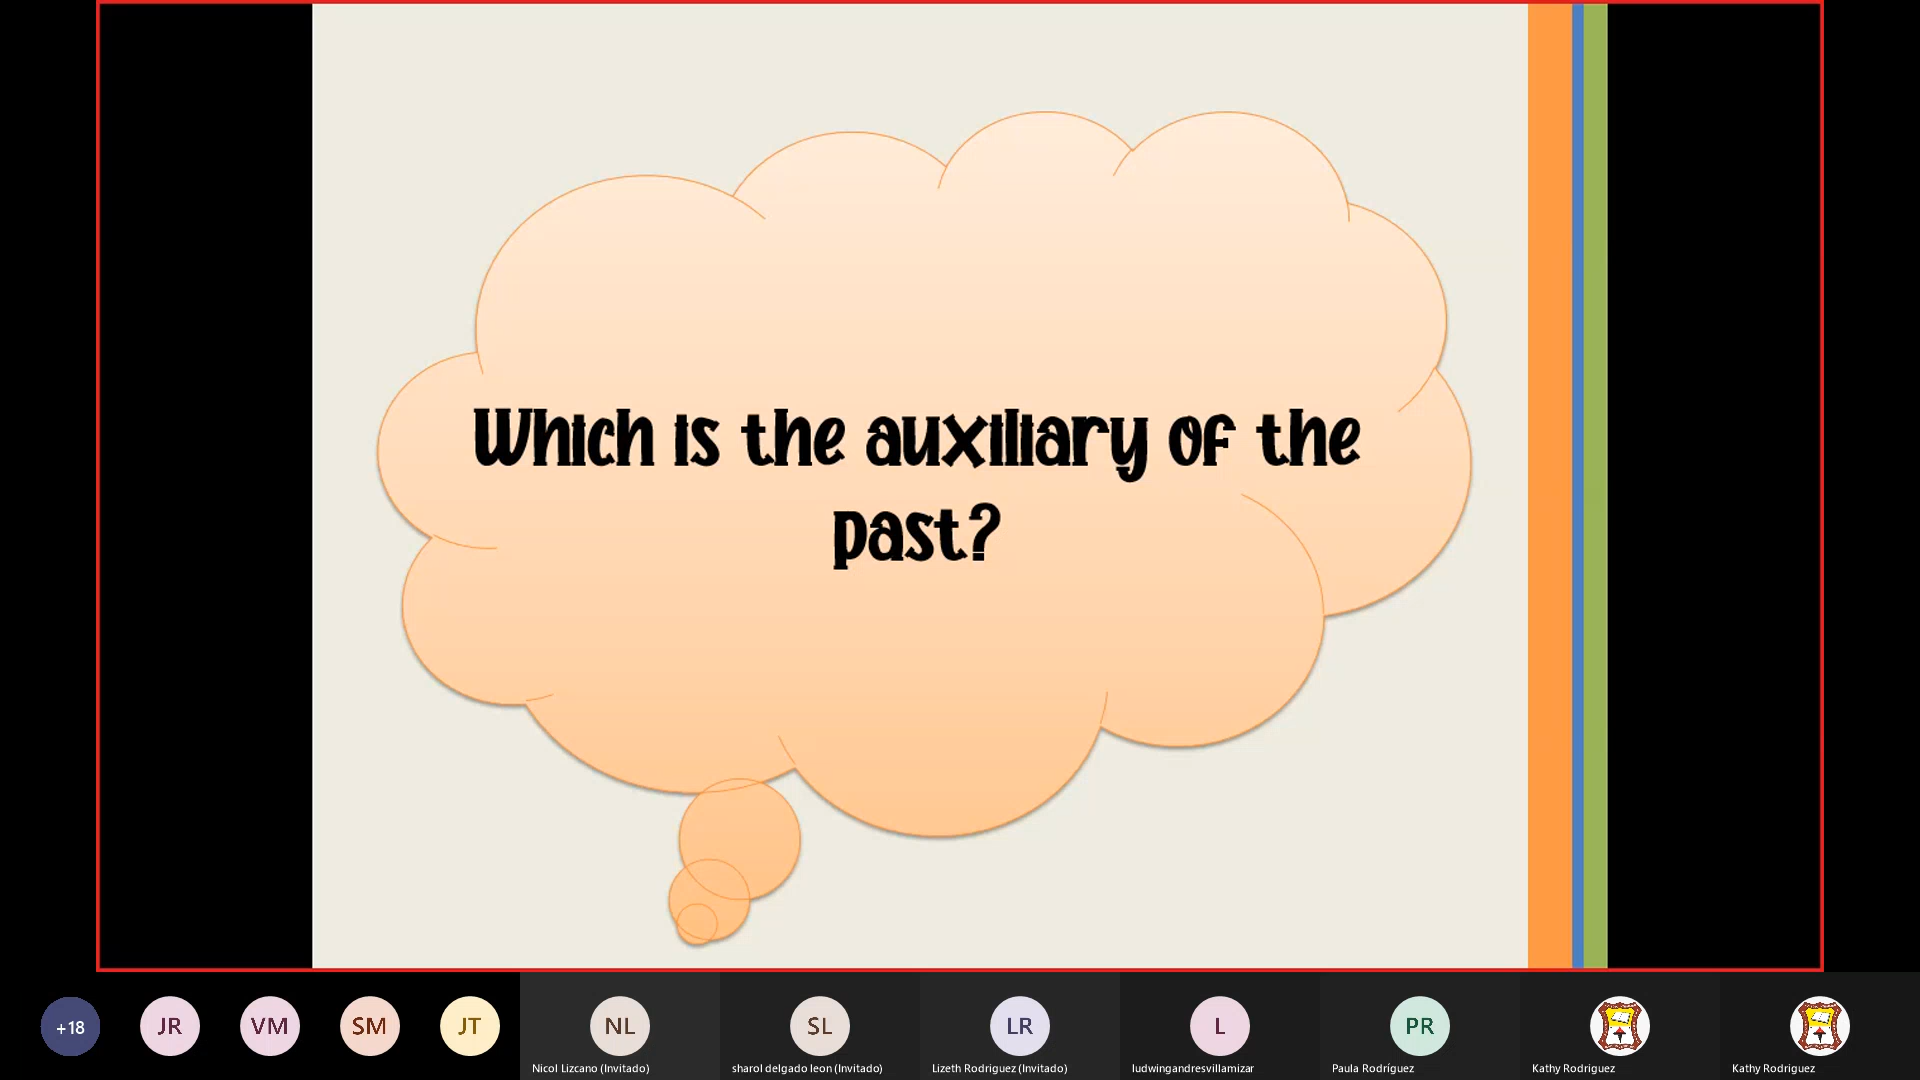 Which is the auxiliary of the
past?
+18
JR
VM
SM
JT
NL
SL
LR
L
PR
Nicol Lizcano (Invitado)
sharol delgado leon (Invitado)
Lizeth Rodriguez (Invitado)
ludwingandresvillamizar
Paula Rodríguez
Kathy Rodriguez
Kathy Rodriguez